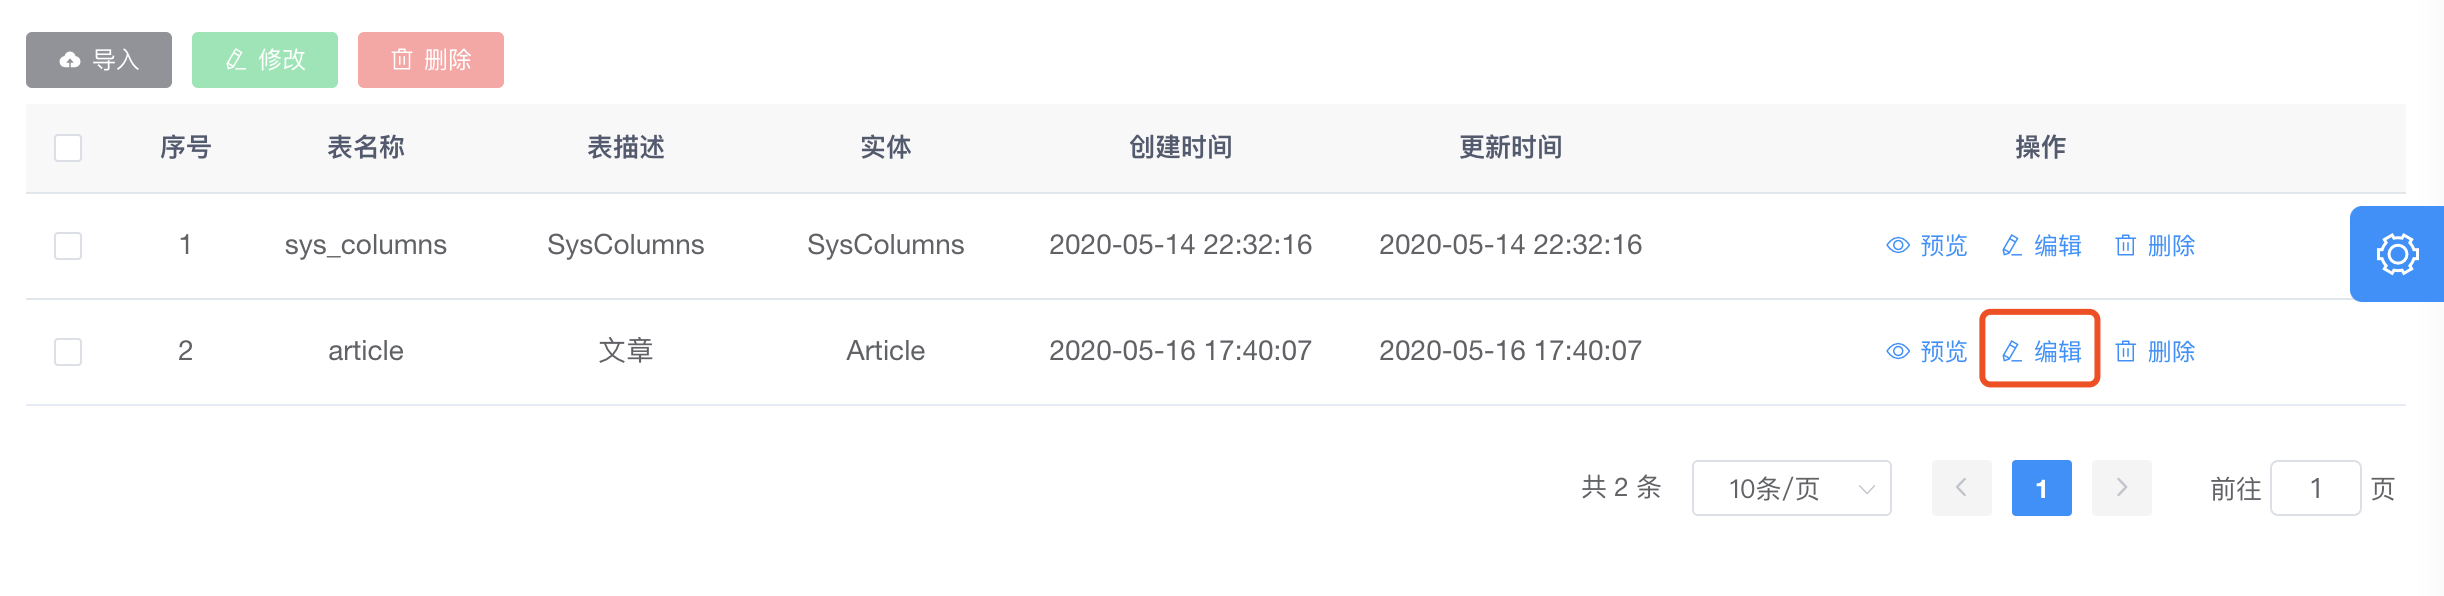 导入 修改 删除
序号 表名称 表描述 实体 创建时间 更新时间 操作
1 sys_columns SysColumns SysColumns 2020-05-14 22:32:16 2020-05-14 22:32:16 预览 编辑 删除
2 article 文章 Article 2020-05-16 17:40:07 2020-05-16 17:40:07 预览 编辑 删除
共 2 条 10条/页 1 前往 1 页